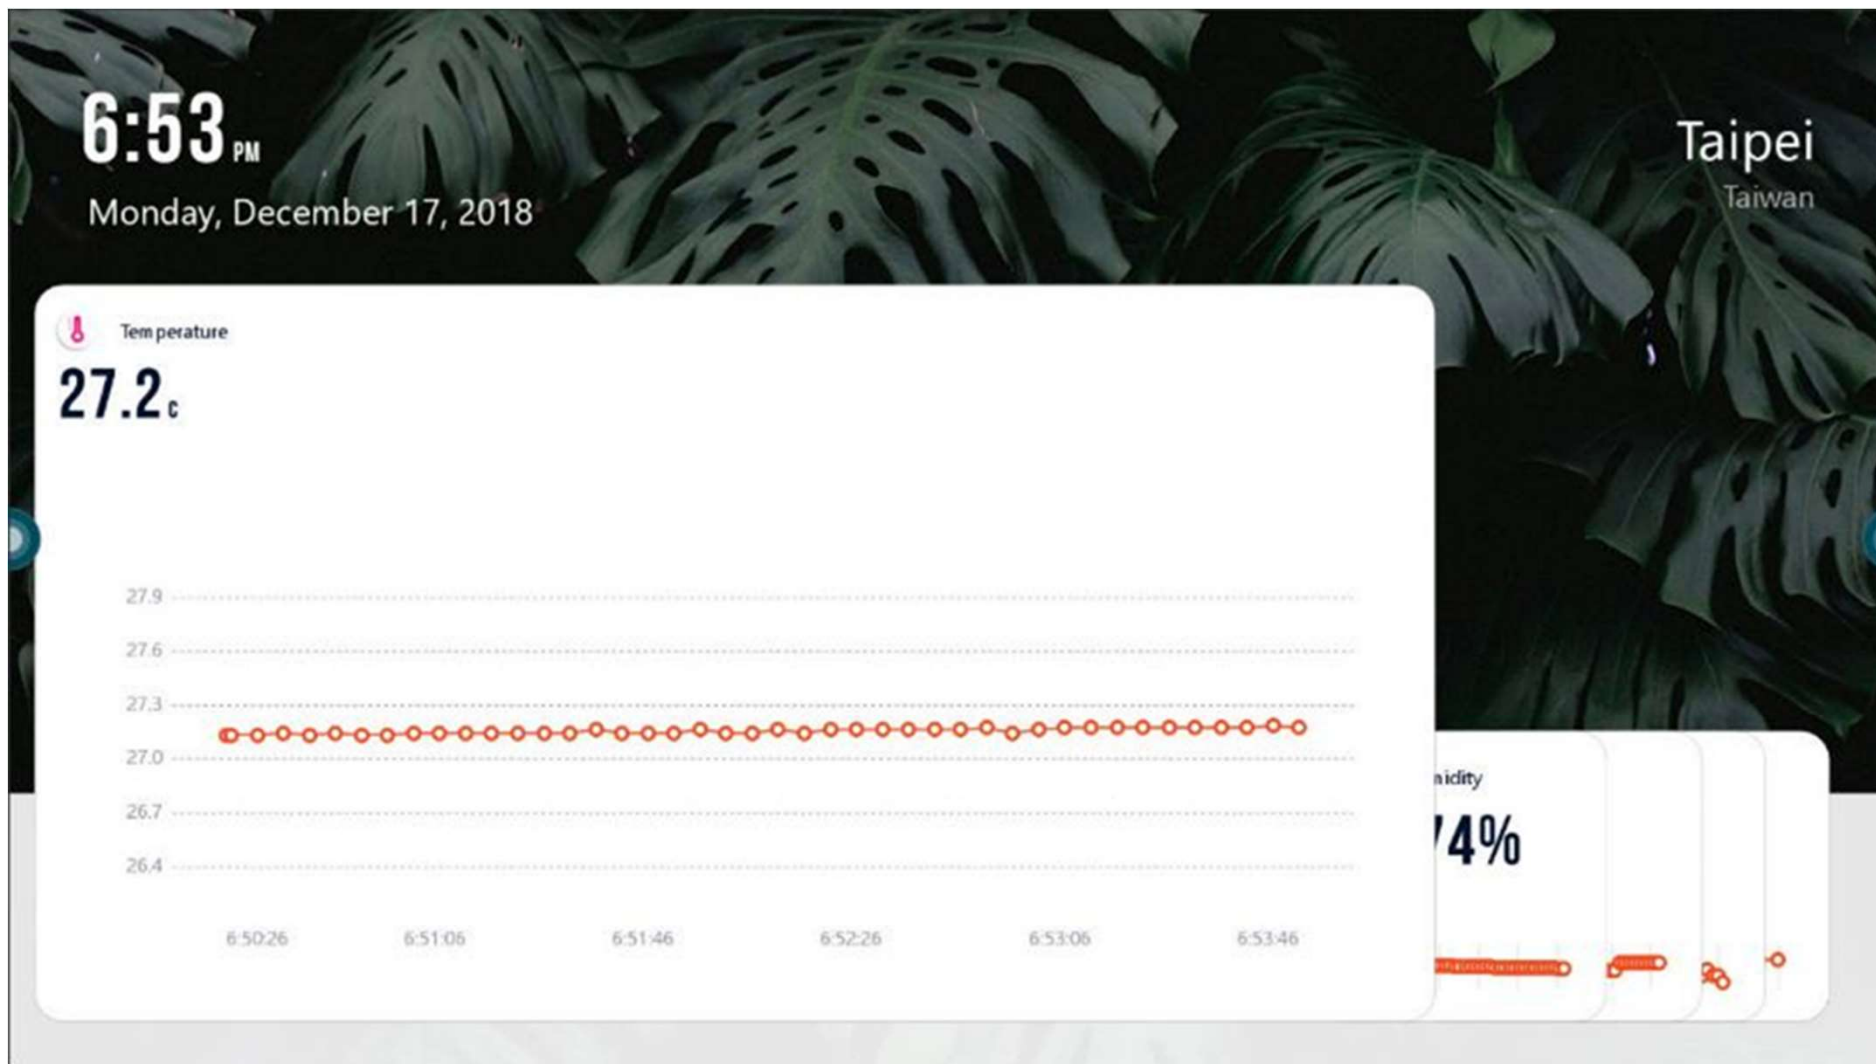 6:53 PM
Monday, December 17, 2018
Taipei
Taiwan
Temperature
27.2 c
27.9
27.6
27.3
27.0
26.7
26.4
6:50:26 6:51:06 6:51:46 6:52:26 6:53:06 6:53:46
midity
74%